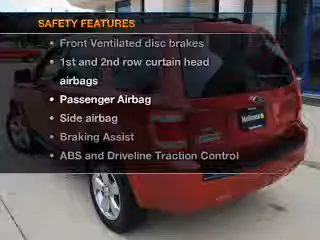 SAFETY FEATURES
• Front Ventilated disc brakes
• 1st and 2nd row curtain head
airbags
• Passenger Airbag
• Side airbag
• Braking Assist
• ABS and Driveline Traction Control